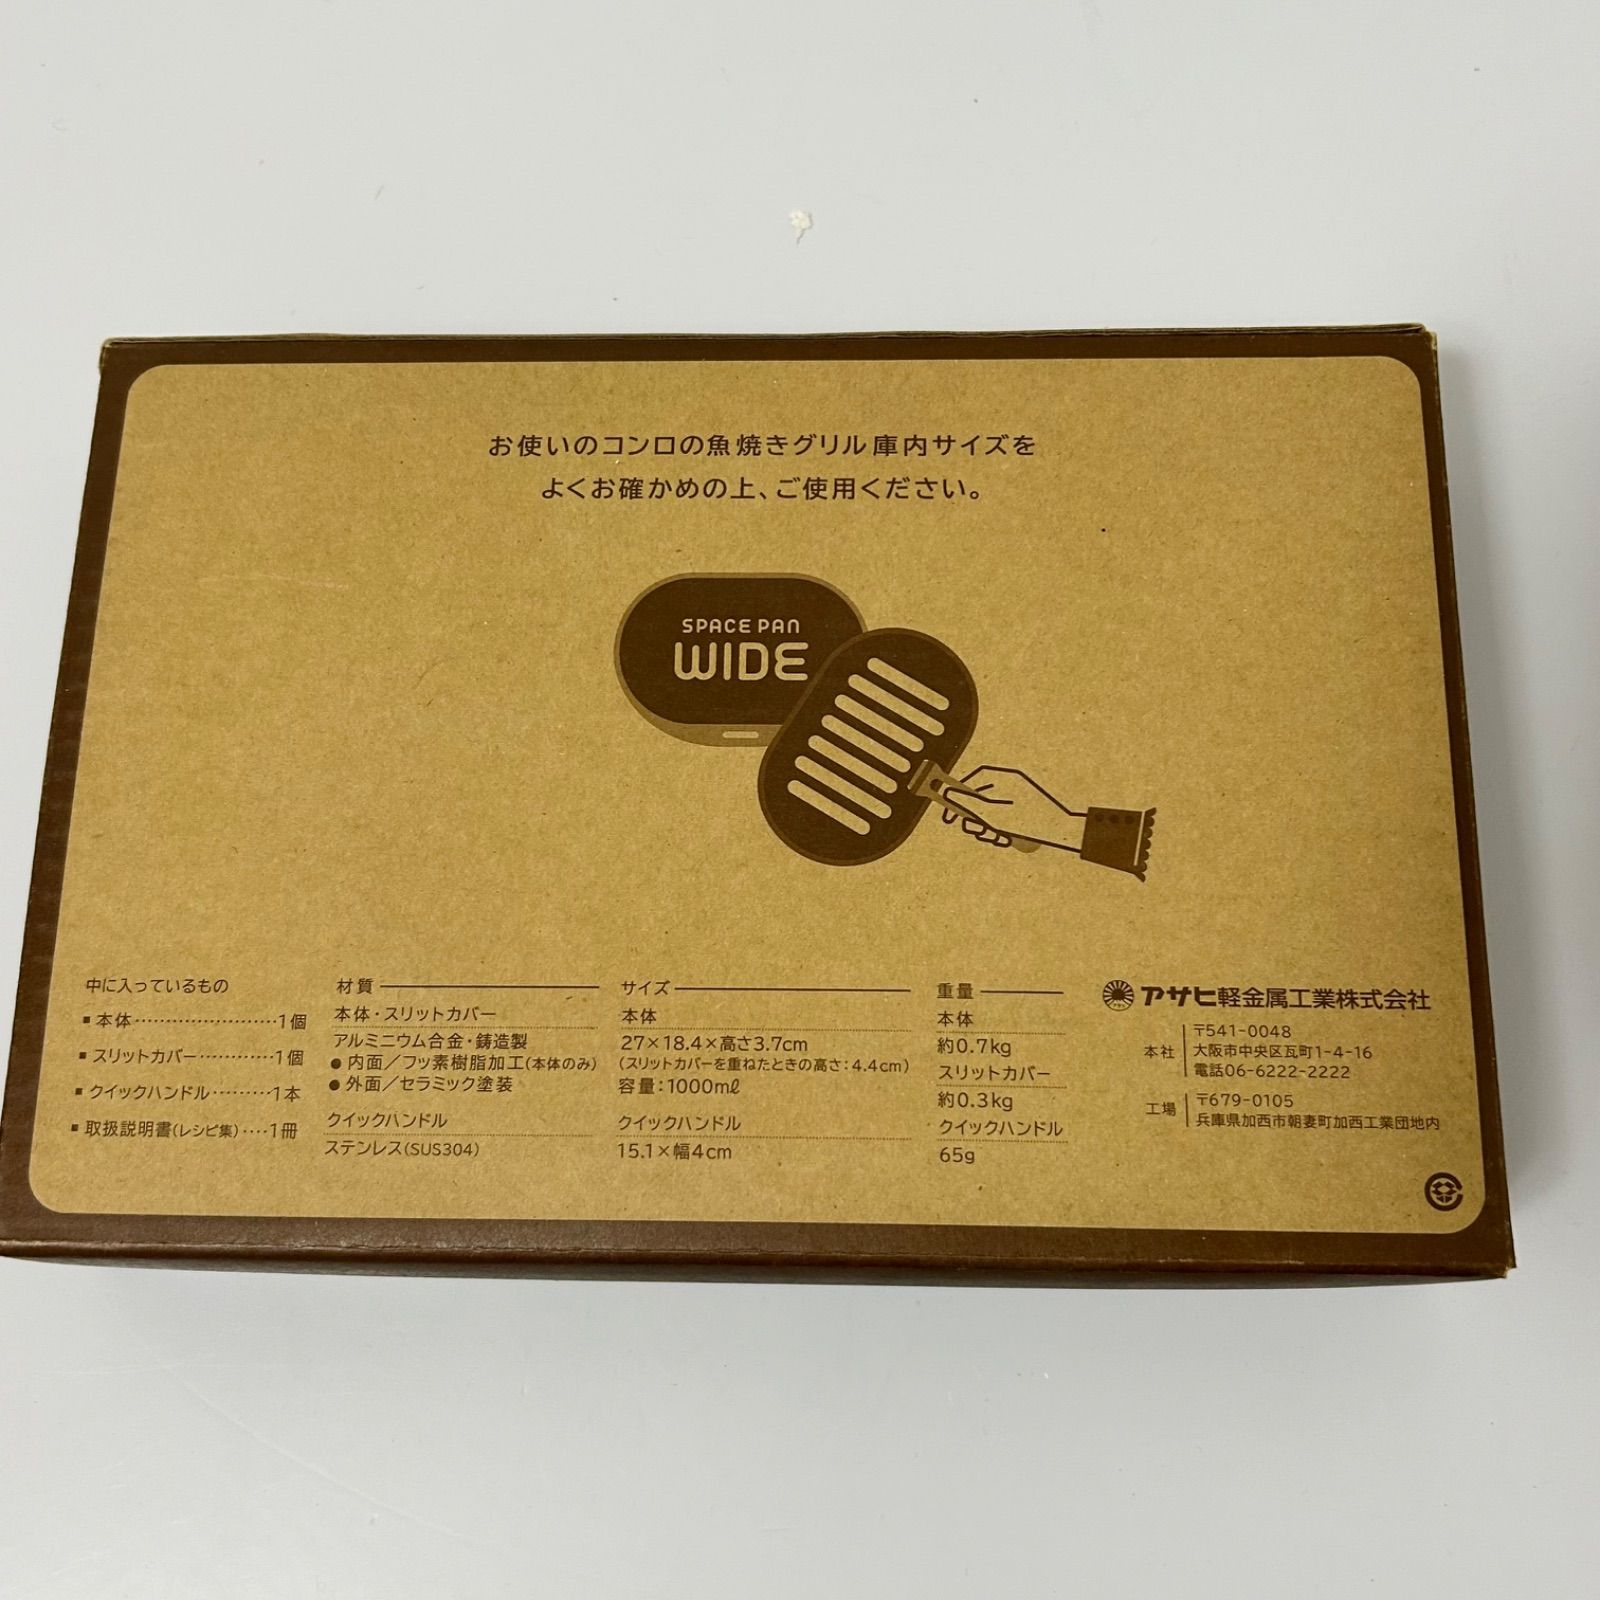 お使いのコンロの魚焼きグリル庫内サイズを
よくお確かめの上、ご使用ください。
SPACE PAN
WIDE
中に入っているもの
▪本体……………………1個
▪スリットカバー…………1個
▪クイックハンドル………1本
▪取扱説明書(レシピ集)‥‥1冊
材質
本体・スリットカバー
アルミニウム合金・鋳造製
●内面／フッ素樹脂加工(本体のみ)
●外面／セラミック塗装
クイックハンドル
ステンレス(SUS304)
サイズ
本体
27×18.4×高さ3.7cm
(スリットカバーを重ねたときの高さ:4.4cm)
容量:1000mℓ
クイックハンドル
15.1×幅4cm
重量
本体
約0.7kg
スリットカバー
約0.3kg
クイックハンドル
65g
アサヒ軽金属工業株式会社
本社
〒541-0048
大阪市中央区瓦町1-4-16
電話06-6222-2222
工場
〒679-0105
兵庫県加西市朝妻町加西工業団地内